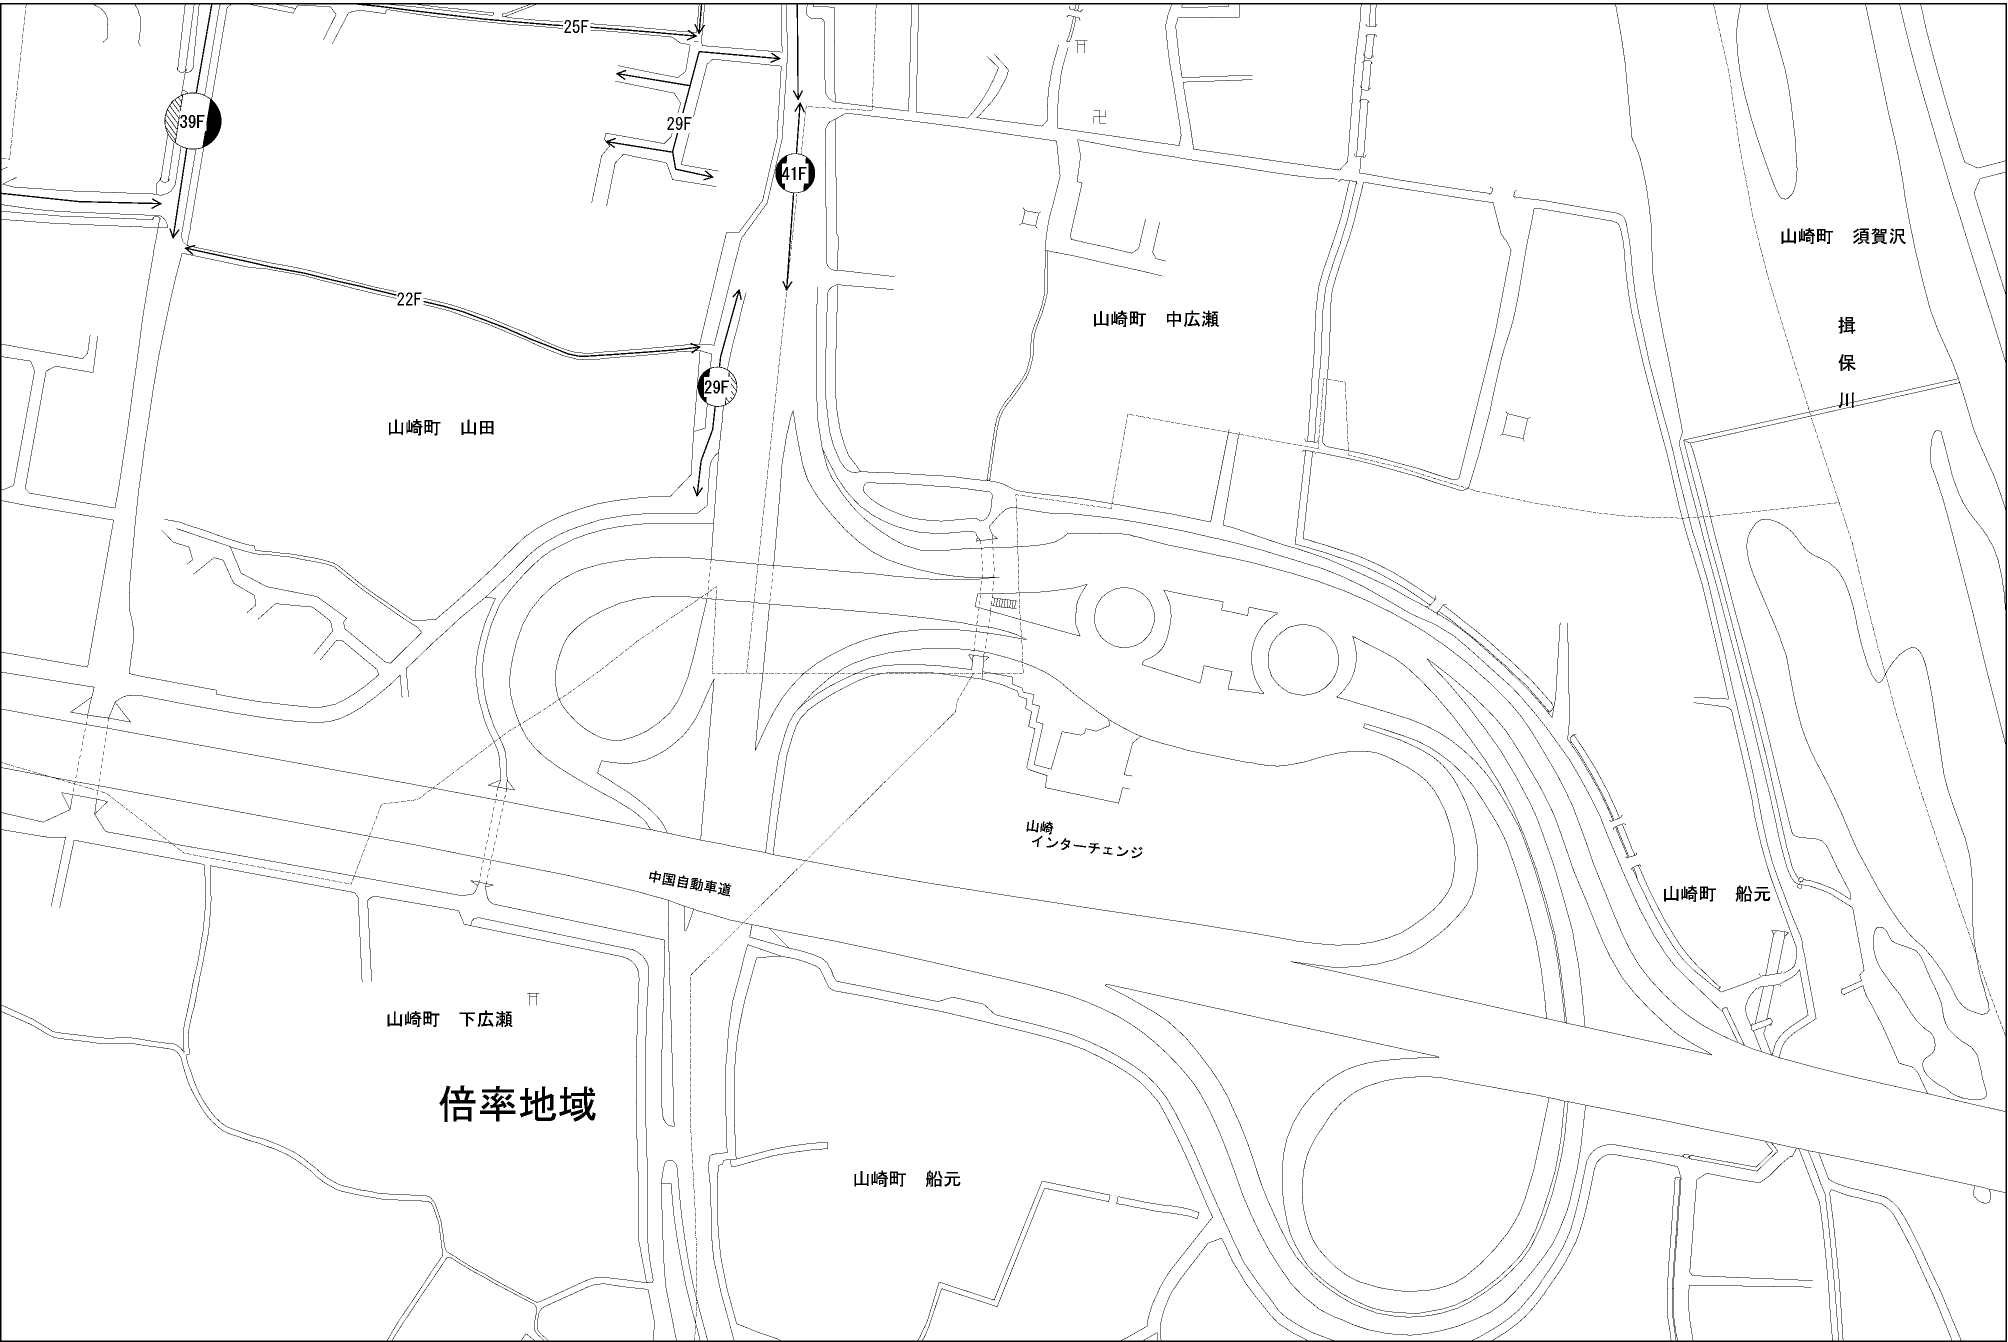 25F
39F
29F
41F
山崎町　須賀沢
22F
山崎町　中広瀬
揖保川
29F
山崎町　山田
山崎
インターチェンジ
中国自動車道
山崎町　船元
山崎町　下広瀬
倍率地域
山崎町　船元